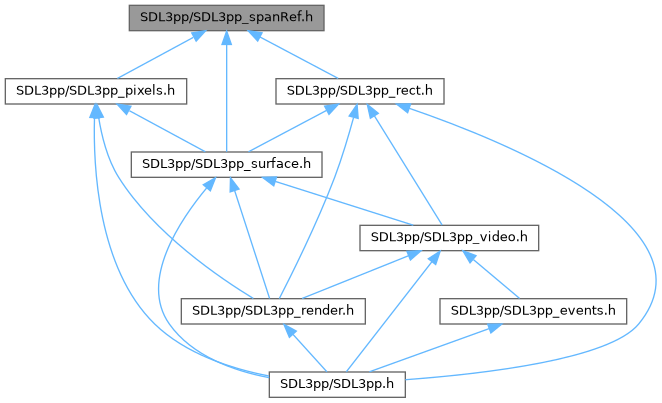 SDL3pp/SDL3pp_spanRef.h
SDL3pp/SDL3pp_pixels.h
SDL3pp/SDL3pp_rect.h
SDL3pp/SDL3pp_surface.h
SDL3pp/SDL3pp_video.h
SDL3pp/SDL3pp_render.h
SDL3pp/SDL3pp_events.h
SDL3pp/SDL3pp.h